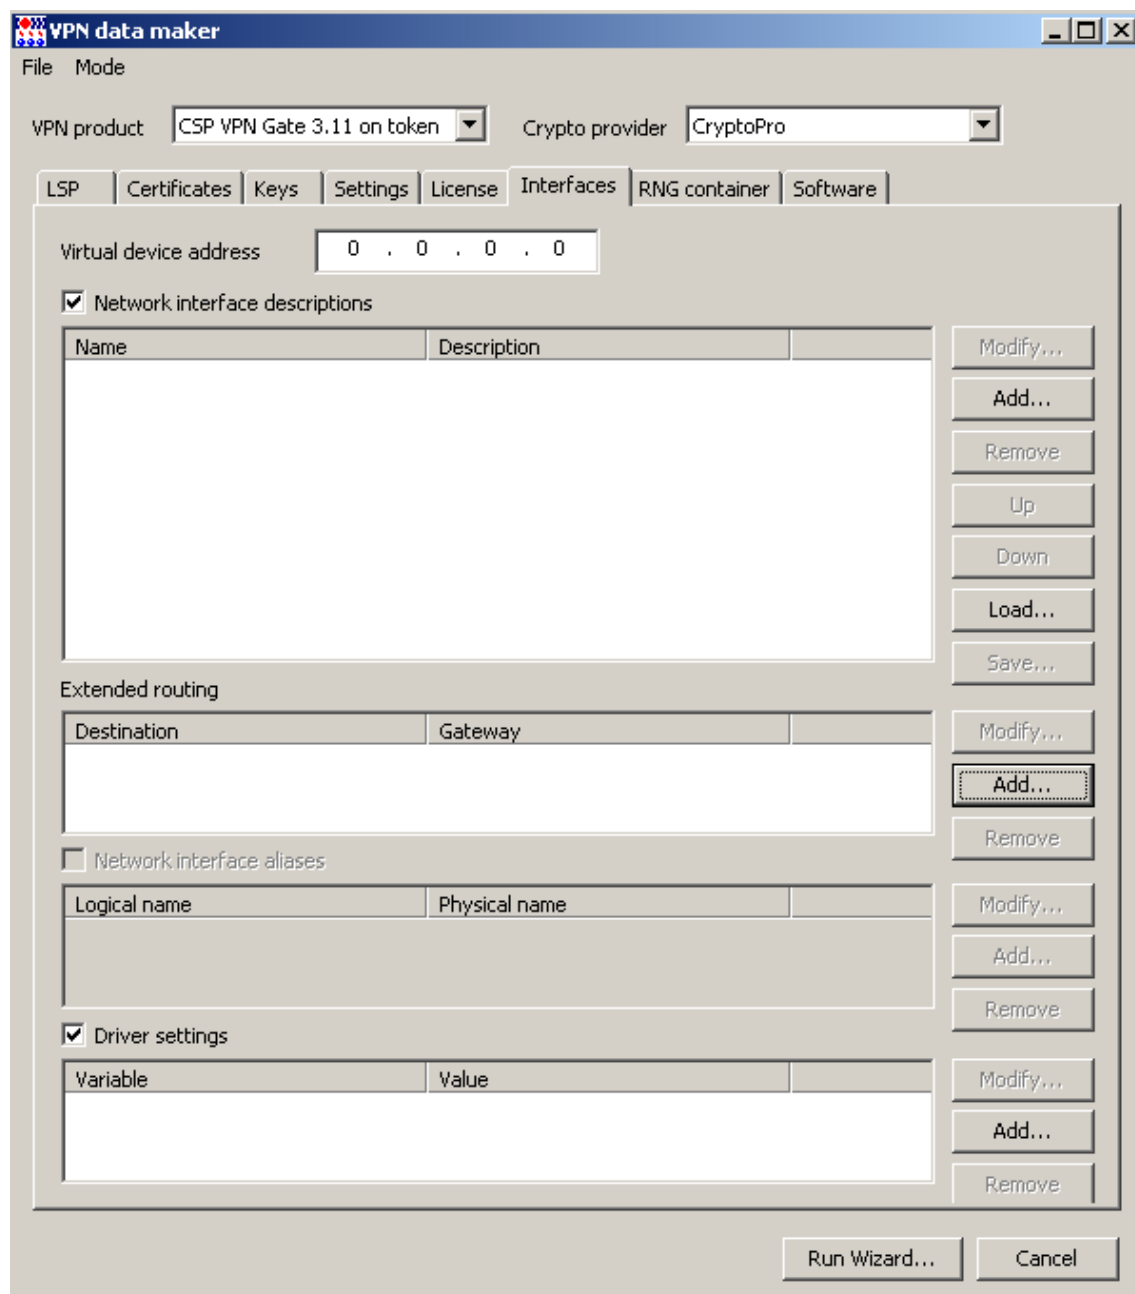 VPN data maker
File Mode
VPN product CSP VPN Gate 3.11 on token Crypto provider CryptoPro
LSP Certificates Keys Settings License Interfaces RNG container Software
Virtual device address 0 . 0 . 0 . 0
Network interface descriptions
Name Description Modify...
Add...
Remove
Up
Down
Load...
Save...
Extended routing
Destination Gateway Modify...
Add...
Remove
Network interface aliases
Logical name Physical name Modify...
Add...
Remove
Driver settings
Variable Value Modify...
Add...
Remove
Run Wizard... Cancel